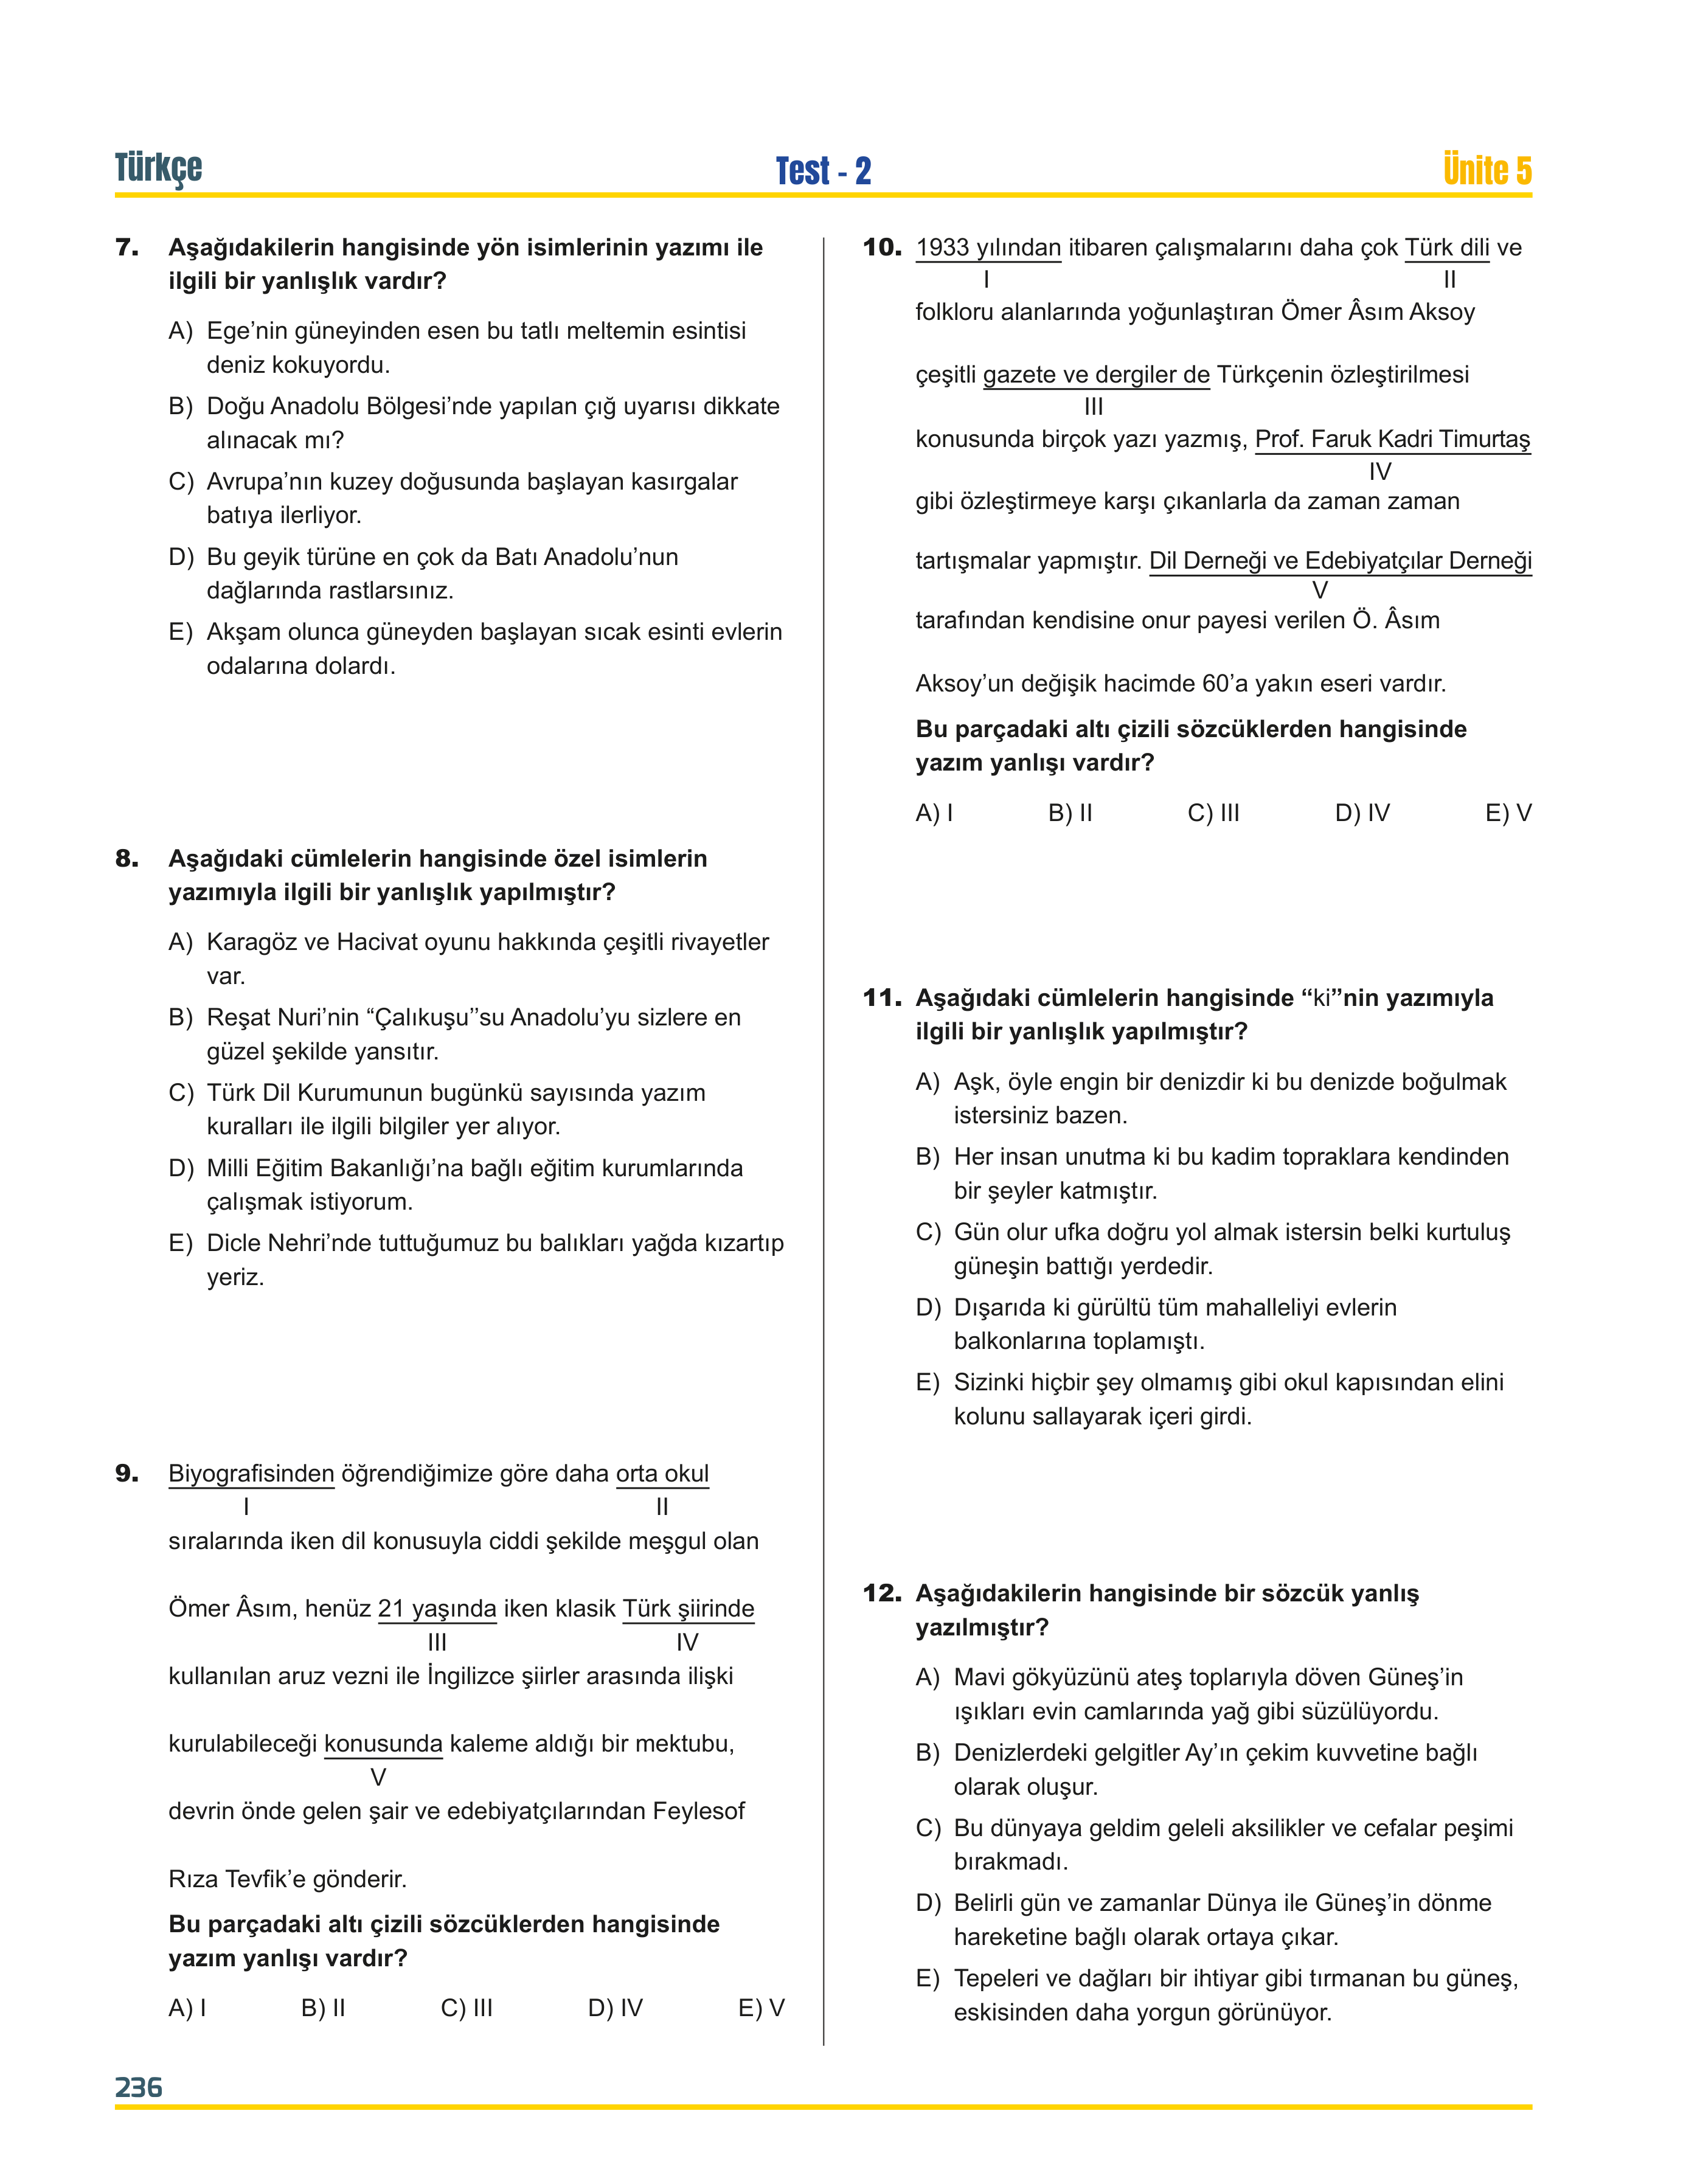 Türkçe
Test - 2
Ünite 5
7. Aşağıdakilerin hangisinde yön isimlerinin yazımı ile
ilgili bir yanlışlık vardır?
A) Ege’nin güneyinden esen bu tatlı meltemin esintisi
deniz kokuyordu.
B) Doğu Anadolu Bölgesi’nde yapılan çığ uyarısı dikkate
alınacak mı?
C) Avrupa’nın kuzey doğusunda başlayan kasırgalar
batıya ilerliyor.
D) Bu geyik türüne en çok da Batı Anadolu’nun
dağlarında rastlarsınız.
E) Akşam olunca güneyden başlayan sıcak esinti evlerin
odalarına dolardı.
8. Aşağıdaki cümlelerin hangisinde özel isimlerin
yazımıyla ilgili bir yanlışlık yapılmıştır?
A) Karagöz ve Hacivat oyunu hakkında çeşitli rivayetler
var.
B) Reşat Nuri’nin “Çalıkuşu’’su Anadolu’yu sizlere en
güzel şekilde yansıtır.
C) Türk Dil Kurumunun bugünkü sayısında yazım
kuralları ile ilgili bilgiler yer alıyor.
D) Milli Eğitim Bakanlığı’na bağlı eğitim kurumlarında
çalışmak istiyorum.
E) Dicle Nehri’nde tuttuğumuz bu balıkları yağda kızartıp
yeriz.
9. Biyografisinden öğrendiğimize göre daha orta okul
I II
sıralarında iken dil konusuyla ciddi şekilde meşgul olan
Ömer Âsım, henüz 21 yaşında iken klasik Türk şiirinde
III IV
kullanılan aruz vezni ile İngilizce şiirler arasında ilişki
kurulabileceği konusunda kaleme aldığı bir mektubu,
V
devrin önde gelen şair ve edebiyatçılarından Feylesof
Rıza Tevfik’e gönderir.
Bu parçadaki altı çizili sözcüklerden hangisinde
yazım yanlışı vardır?
A) I B) II C) III D) IV E) V
10. 1933 yılından itibaren çalışmalarını daha çok Türk dili ve
I II
folkloru alanlarında yoğunlaştıran Ömer Âsım Aksoy
çeşitli gazete ve dergiler de Türkçenin özleştirilmesi
III
konusunda birçok yazı yazmış, Prof. Faruk Kadri Timurtaş
IV
gibi özleştirmeye karşı çıkanlarla da zaman zaman
tartışmalar yapmıştır. Dil Derneği ve Edebiyatçılar Derneği
V
tarafından kendisine onur payesi verilen Ö. Âsım
Aksoy’un değişik hacimde 60’a yakın eseri vardır.
Bu parçadaki altı çizili sözcüklerden hangisinde
yazım yanlışı vardır?
A) I B) II C) III D) IV E) V
11. Aşağıdaki cümlelerin hangisinde “ki”nin yazımıyla
ilgili bir yanlışlık yapılmıştır?
A) Aşk, öyle engin bir denizdir ki bu denizde boğulmak
istersiniz bazen.
B) Her insan unutma ki bu kadim topraklara kendinden
bir şeyler katmıştır.
C) Gün olur ufka doğru yol almak istersin belki kurtuluş
güneşin battığı yerdedir.
D) Dışarıda ki gürültü tüm mahalleliyi evlerin
balkonlarına toplamıştı.
E) Sizinki hiçbir şey olmamış gibi okul kapısından elini
kolunu sallayarak içeri girdi.
12. Aşağıdakilerin hangisinde bir sözcük yanlış
yazılmıştır?
A) Mavi gökyüzünü ateş toplarıyla döven Güneş’in
ışıkları evin camlarında yağ gibi süzülüyordu.
B) Denizlerdeki gelgitler Ay’ın çekim kuvvetine bağlı
olarak oluşur.
C) Bu dünyaya geldim geleli aksilikler ve cefalar peşimi
bırakmadı.
D) Belirli gün ve zamanlar Dünya ile Güneş’in dönme
hareketine bağlı olarak ortaya çıkar.
E) Tepeleri ve dağları bir ihtiyar gibi tırmanan bu güneş,
eskisinden daha yorgun görünüyor.
236